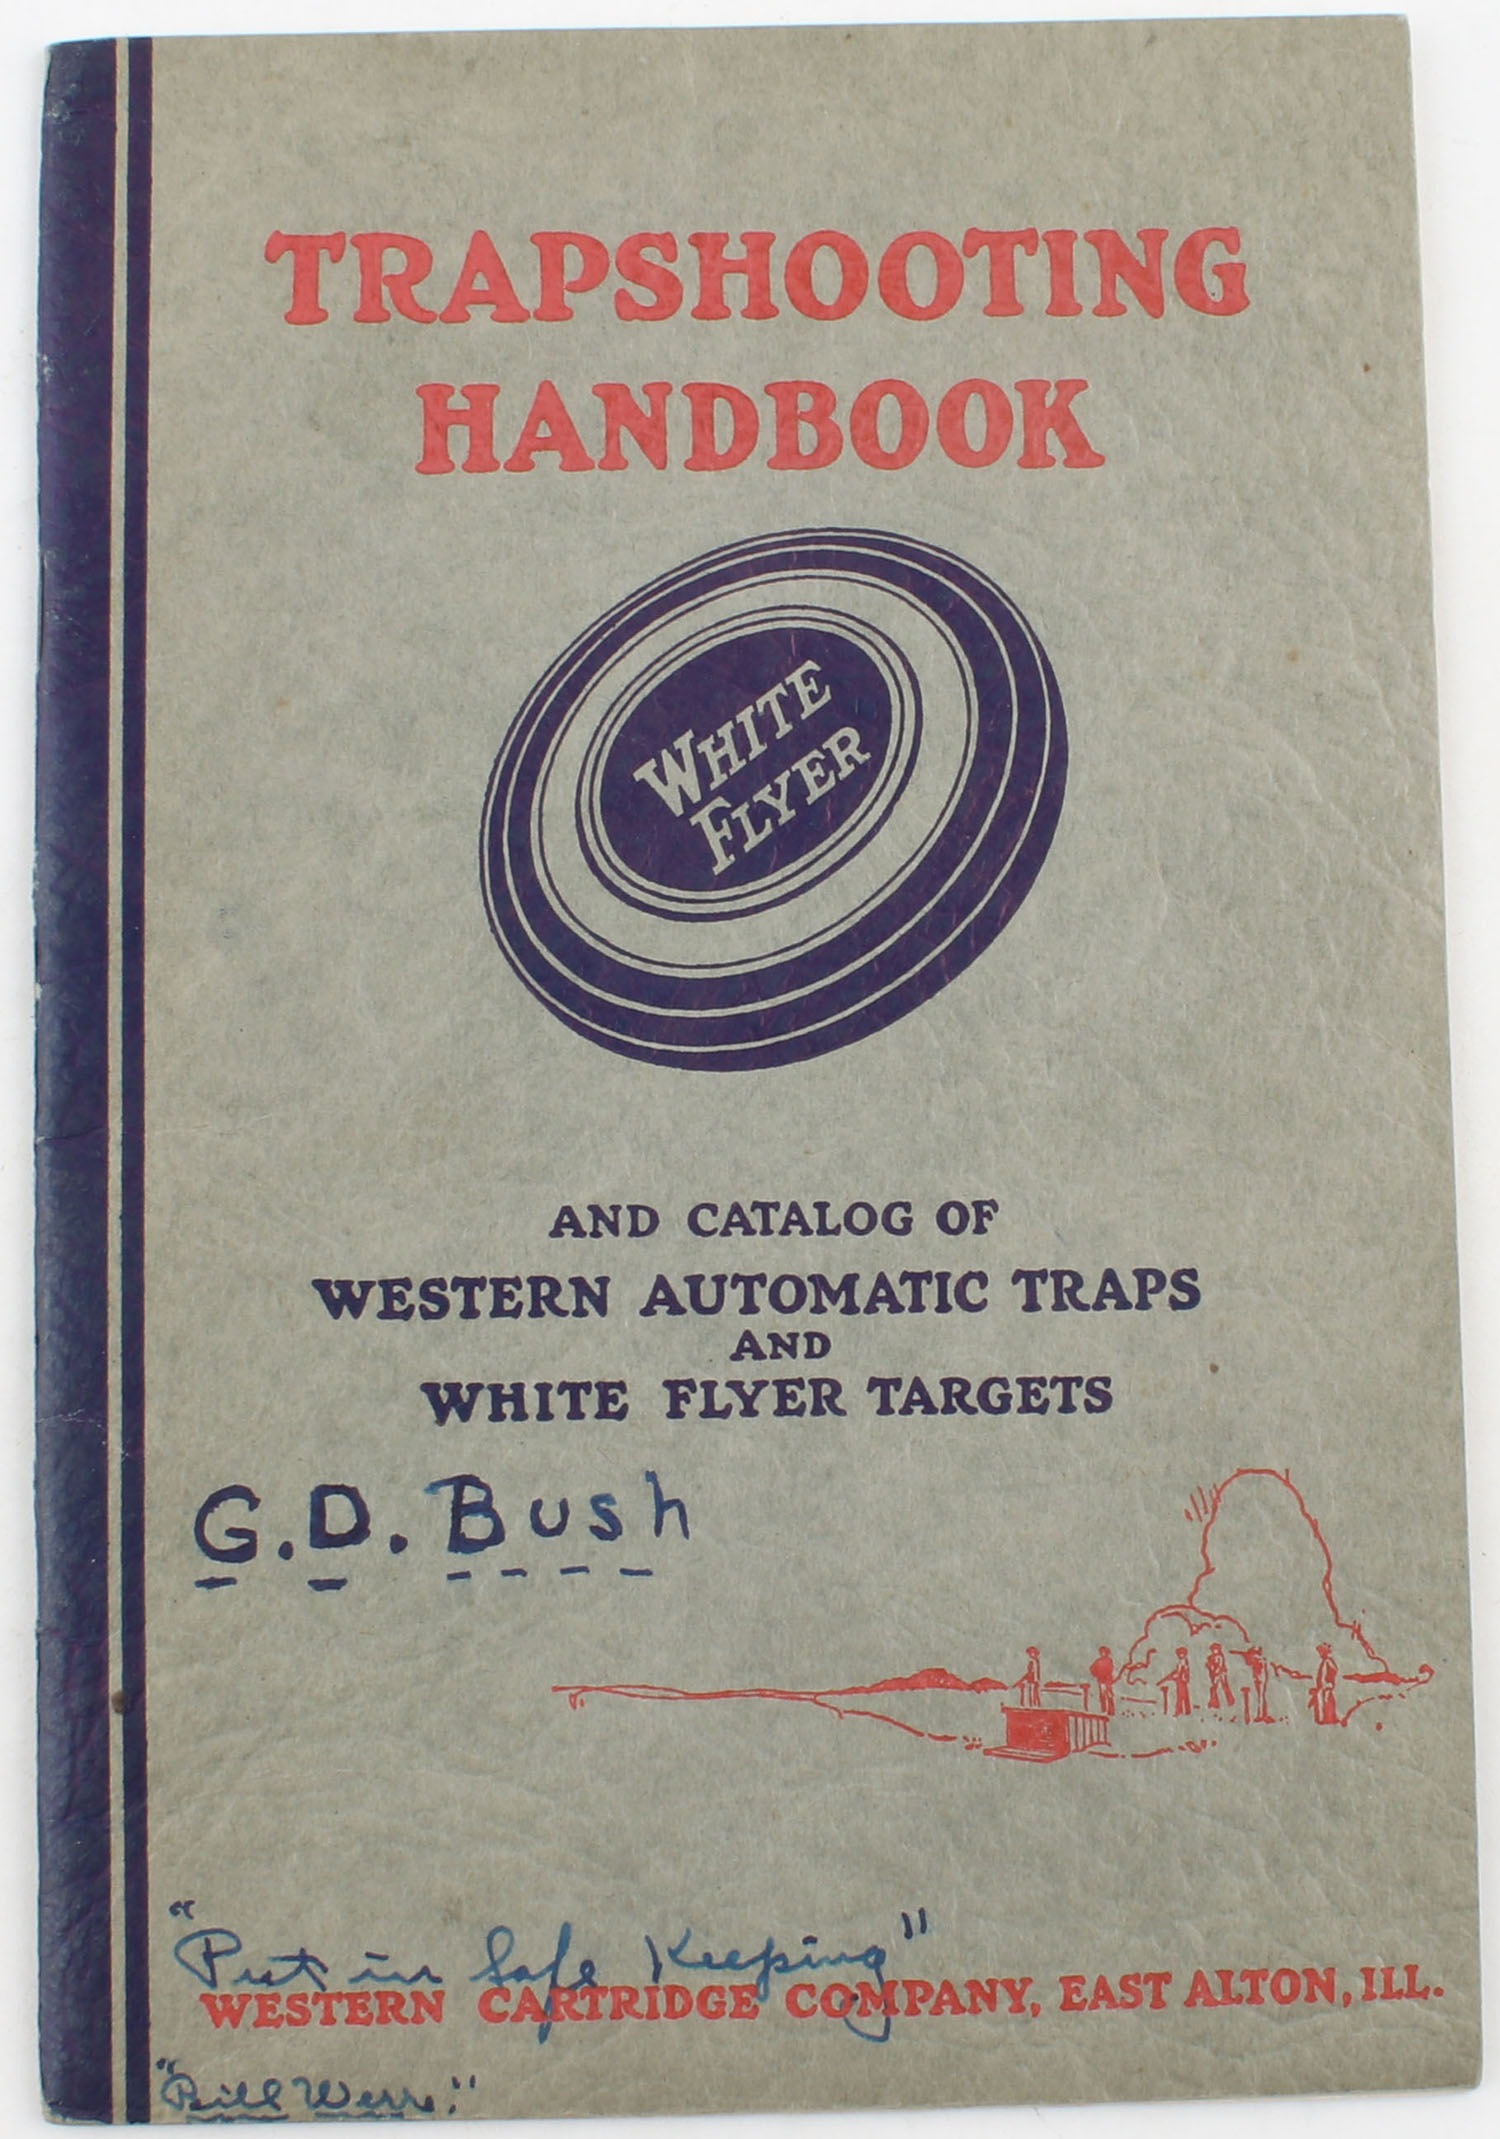 TRAPSHOOTING
HANDBOOK
WHITE
FLYER
AND CATALOG OF
WESTERN AUTOMATIC TRAPS
AND
WHITE FLYER TARGETS
G.D. Bush
"Put in Safe Keeping"
WESTERN CARTRIDGE COMPANY, EAST ALTON, ILL.
"Bill